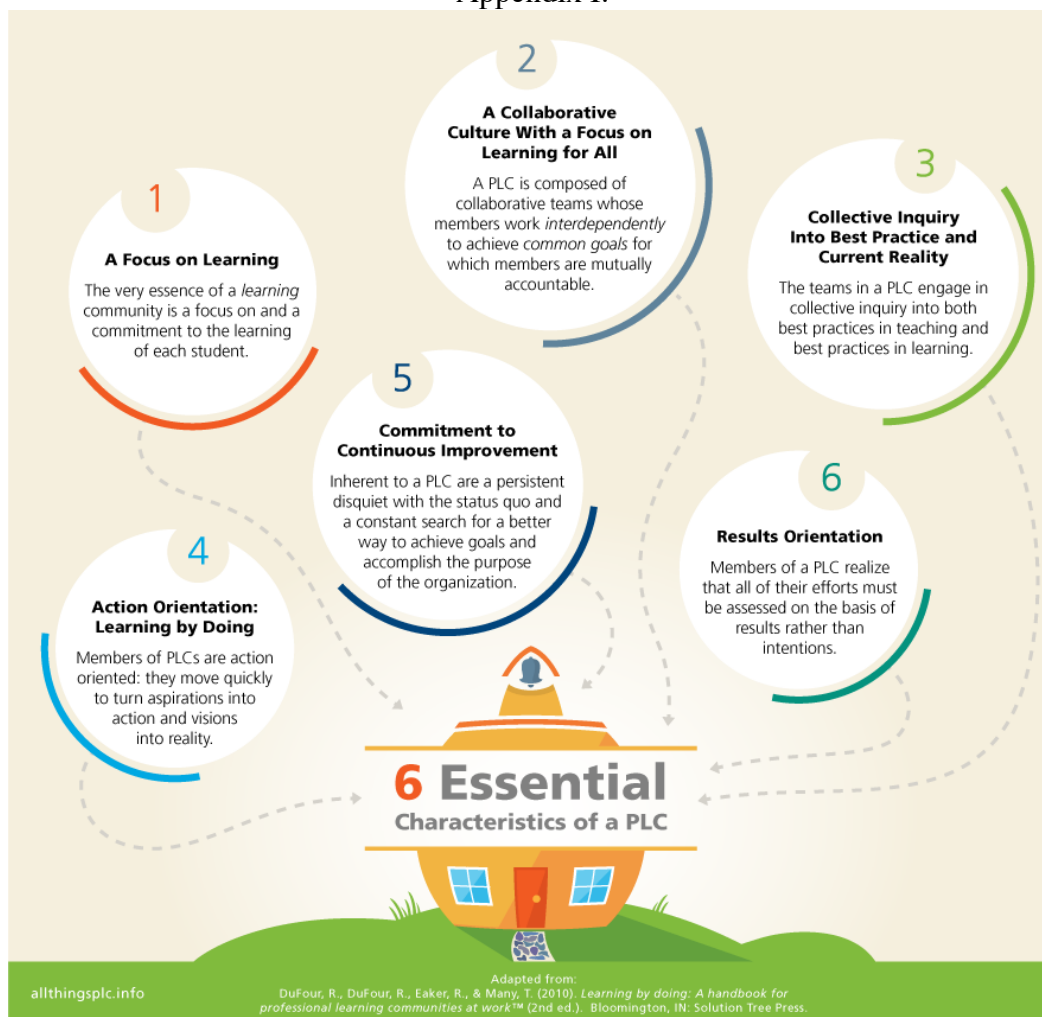 1
A Focus on Learning
The very essence of a learning
community is a focus on and a
commitment to the learning
of each student.
2
A Collaborative
Culture With a Focus on
Learning for All
A PLC is composed of
collaborative teams whose
members work interdependently
to achieve common goals for
which members are mutually
accountable.
3
Collective Inquiry
Into Best Practice and
Current Reality
The teams in a PLC engage in
collective inquiry into both
best practices in teaching and
best practices in learning.
4
Action Orientation:
Learning by Doing
Members of PLCs are action
oriented: they move quickly
to turn aspirations into
action and visions
into reality.
5
Commitment to
Continuous Improvement
Inherent to a PLC are a persistent
disquiet with the status quo and
a constant search for a better
way to achieve goals and
accomplish the purpose
of the organization.
6
Results Orientation
Members of a PLC realize
that all of their efforts must
be assessed on the basis of
results rather than
intentions.
6 Essential
Characteristics of a PLC
allthingsplc.info
Adapted from:
DuFour, R., DuFour, R., Eaker, R., & Many, T. (2010). Learning by doing: A handbook for
professional learning communities at work™ (2nd ed.). Bloomington, IN: Solution Tree Press.